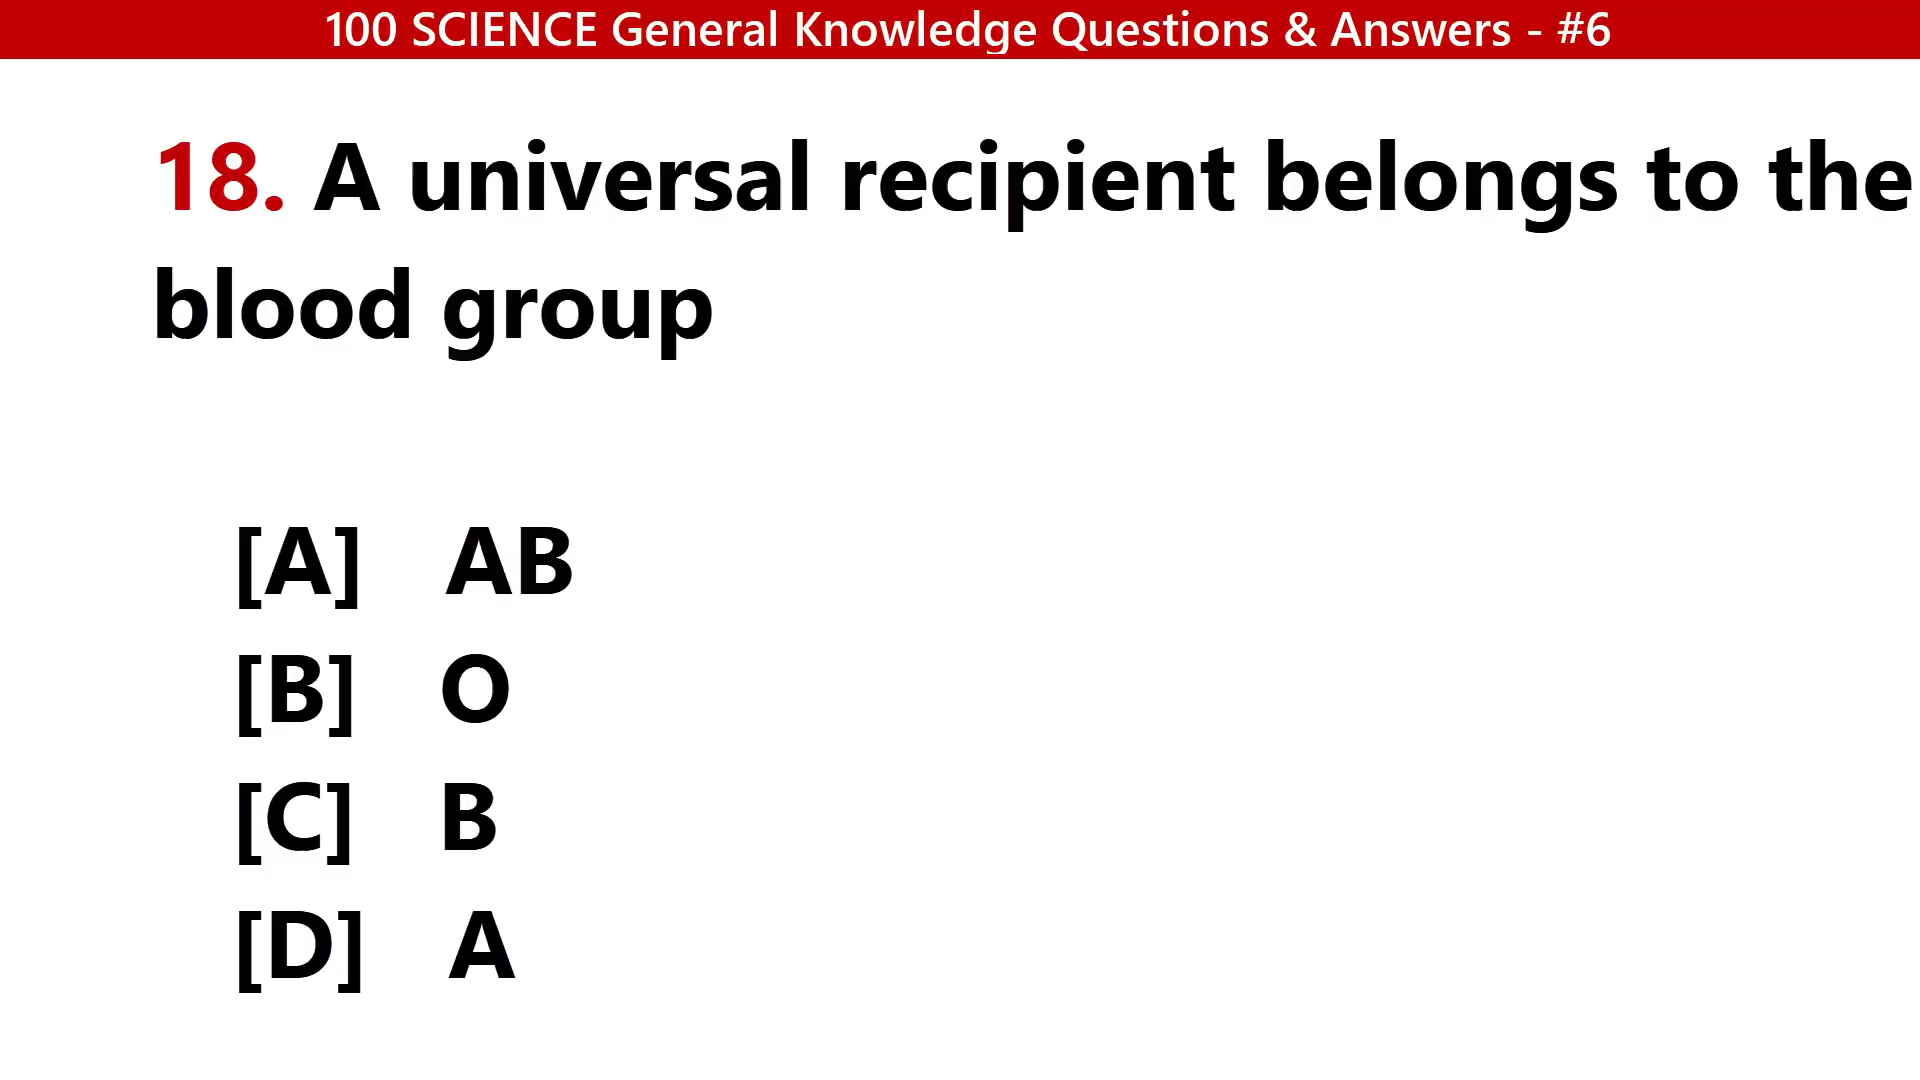 100 SCIENCE General Knowledge Questions & Answers - #6
18. A universal recipient belongs to the
blood group
[A] AB
[B] O
[C] B
[D] A